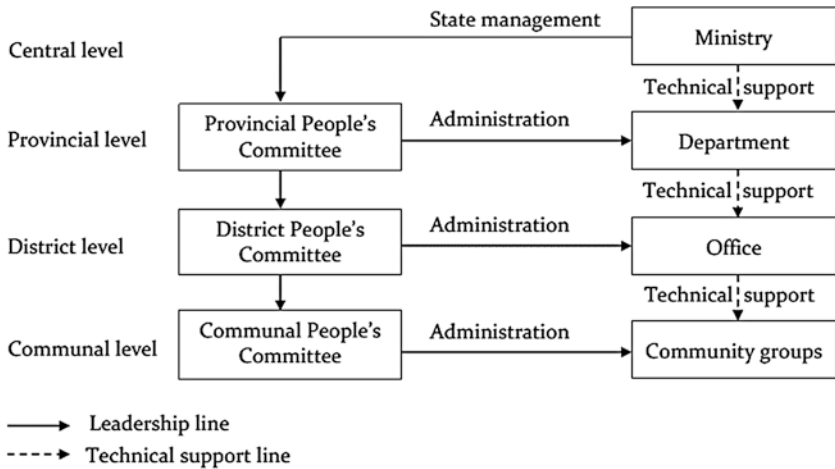 State management
Central level
Ministry
Technical support
Provincial level
Provincial People's
Committee
Administration
Department
Technical support
District level
District People's
Committee
Administration
Office
Technical support
Communal level
Communal People's
Committee
Administration
Community groups
Leadership line
Technical support line